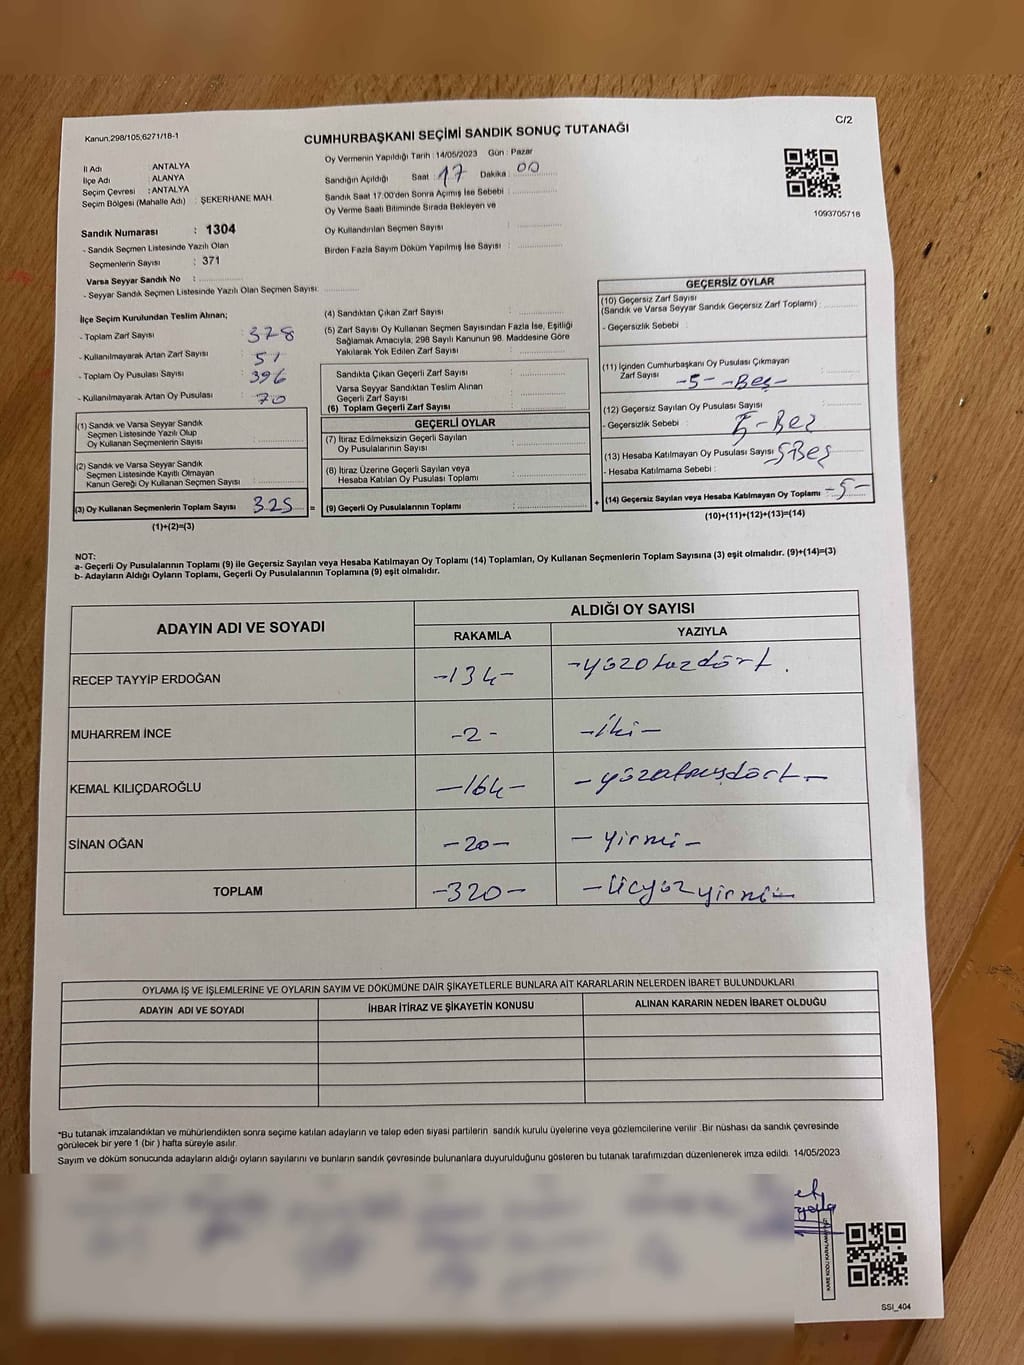 Kanun,298/105,6271/18-1
C/2
CUMHURBAŞKANI SEÇİMİ SANDIK SONUÇ TUTANAĞI
İl Adı : ANTALYA
İlçe Adı : ALANYA
Seçim Çevresi : ANTALYA
Seçim Bölgesi (Mahalle Adı) : ŞEKERHANE MAH.
Sandık Numarası : 1304
- Sandık Seçmen Listesinde Yazılı Olan
Seçmenlerin Sayısı : 371
Varsa Seyyar Sandık No :
- Seyyar Sandık Seçmen Listesinde Yazılı Olan Seçmen Sayısı:
Oy Vermenin Yapıldığı Tarih : 14/05/2023 Gün : Pazar
Sandığın Açıldığı Saat : 17 Dakika : 00
Sandık Saat 17.00'den Sonra Açımış İse Sebebi :
Oy Verme Saati Bitiminde Sırada Bekleyen ve
Oy Kullandırılan Seçmen Sayısı :
Birden Fazla Sayım Döküm Yapılmış İse Sayısı :
1093705718
İlçe Seçim Kurulundan Teslim Alınan;
- Toplam Zarf Sayısı : 378
- Kullanılmayarak Artan Zarf Sayısı : 51
- Toplam Oy Pusulası Sayısı : 396
- Kullanılmayarak Artan Oy Pusulası : 70
(1) Sandık ve Varsa Seyyar Sandık
Seçmen Listesinde Yazılı Olup
Oy Kullanan Seçmenlerin Sayısı :
(2) Sandık ve Varsa Seyyar Sandık
Seçmen Listesinde Kayıtlı Olmayan
Kanun Gereği Oy Kullanan Seçmen Sayısı :
(3) Oy Kullanan Seçmenlerin Toplam Sayısı 325 =
(1)+(2)=(3)
(4) Sandıktan Çıkan Zarf Sayısı :
(5) Zarf Sayısı Oy Kullanan Seçmen Sayısından Fazla İse, Eşitliği
Sağlamak Amacıyla, 298 Sayılı Kanunun 98. Maddesine Göre
Yakılarak Yok Edilen Zarf Sayısı :
Sandıkta Çıkan Geçerli Zarf Sayısı :
Varsa Seyyar Sandıktan Teslim Alınan
Geçerli Zarf Sayısı :
(6) Toplam Geçerli Zarf Sayısı :
GEÇERLİ OYLAR
(7) İtiraz Edilmeksizin Geçerli Sayılan
Oy Pusulalarının Sayısı :
(8) İtiraz Üzerine Geçerli Sayılan veya
Hesaba Katılan Oy Pusulası Toplamı :
(9) Geçerli Oy Pusulalarının Toplamı : +
GEÇERSİZ OYLAR
(10) Geçersiz Zarf Sayısı
(Sandık ve Varsa Seyyar Sandık Geçersiz Zarf Toplamı) :
- Geçersizlik Sebebi :
(11) İçinden Cumhurbaşkanı Oy Pusulası Çıkmayan
Zarf Sayısı -5- -Beş-
(12) Geçersiz Sayılan Oy Pusulası Sayısı :
- Geçersizlik Sebebi : 5-Beş
(13) Hesaba Katılmayan Oy Pusulası Sayısı 5Beş
- Hesaba Katılmama Sebebi :
(14) Geçersiz Sayılan veya Hesaba Katılmayan Oy Toplamı -5-
(10)+(11)+(12)+(13)=(14)
NOT:
a- Geçerli Oy Pusulalarının Toplamı (9) ile Geçersiz Sayılan veya Hesaba Katılmayan Oy Toplamı (14) Toplamları, Oy Kullanan Seçmenlerin Toplam Sayısına (3) eşit olmalıdır. (9)+(14)=(3)
b- Adayların Aldığı Oyların Toplamı, Geçerli Oy Pusulalarının Toplamına (9) eşit olmalıdır.
ADAYIN ADI VE SOYADI ALDIĞI OY SAYISI
RAKAMLA YAZIYLA
RECEP TAYYİP ERDOĞAN -134- -yüzotuzdört.
MUHARREM İNCE -2- -iki-
KEMAL KILIÇDAROĞLU -164- -yüzaltmışdört-
SİNAN OĞAN -20- -yirmi-
TOPLAM -320- -Üçyüzyirmi-
OYLAMA İŞ VE İŞLEMLERİNE VE OYLARIN SAYIM VE DÖKÜMÜNE DAİR ŞİKAYETLERLE BUNLARA AİT KARARLARIN NELERDEN İBARET BULUNDUKLARI
ADAYIN ADI VE SOYADI İHBAR İTİRAZ VE ŞİKAYETİN KONUSU ALINAN KARARIN NEDEN İBARET OLDUĞU
*Bu tutanak imzalandıktan ve mühürlendikten sonra seçime katılan adayların ve talep eden siyasi partilerin sandık kurulu üyelerine veya gözlemcilerine verilir. Bir nüshası da sandık çevresinde
görülecek bir yere 1 (bir) hafta süreyle asılır.
Sayım ve döküm sonucunda adayların aldığı oyların sayılarını ve bunların sandık çevresinde bulunanlara duyurulduğunu gösteren bu tutanak tarafımızdan düzenlenerek imza edildi. 14/05/2023
SSI_404